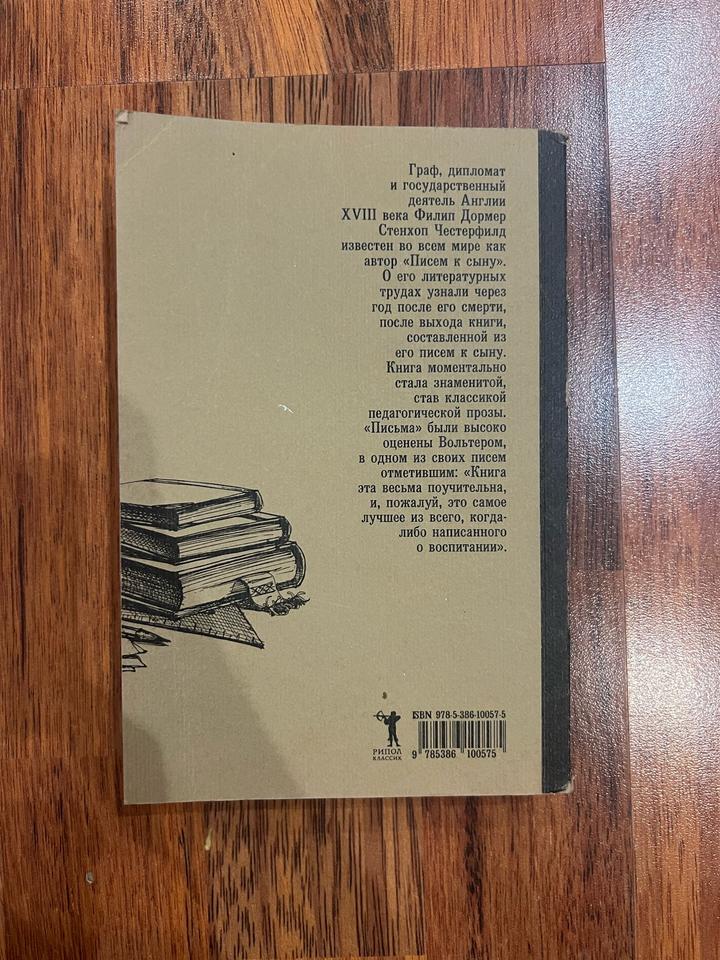 Граф, дипломат
и государственный
деятель Англии
XVIII века Филип Дормер
Стенхоп Честерфилд
известен во всем мире как
автор «Писем к сыну».
О его литературных
трудах узнали через
год после его смерти,
после выхода книги,
составленной из
его писем к сыну.
Книга моментально
стала знаменитой,
став классикой
педагогической прозы.
«Письма» были высоко
оценены Вольтером,
в одном из своих писем
отметившим: «Книга
эта весьма поучительна,
и, пожалуй, это самое
лучшее из всего, когда-
либо написанного
о воспитании».
ISBN 978-5-386-10057-5
РИПОЛ
КЛАССИК
9 785386 100575